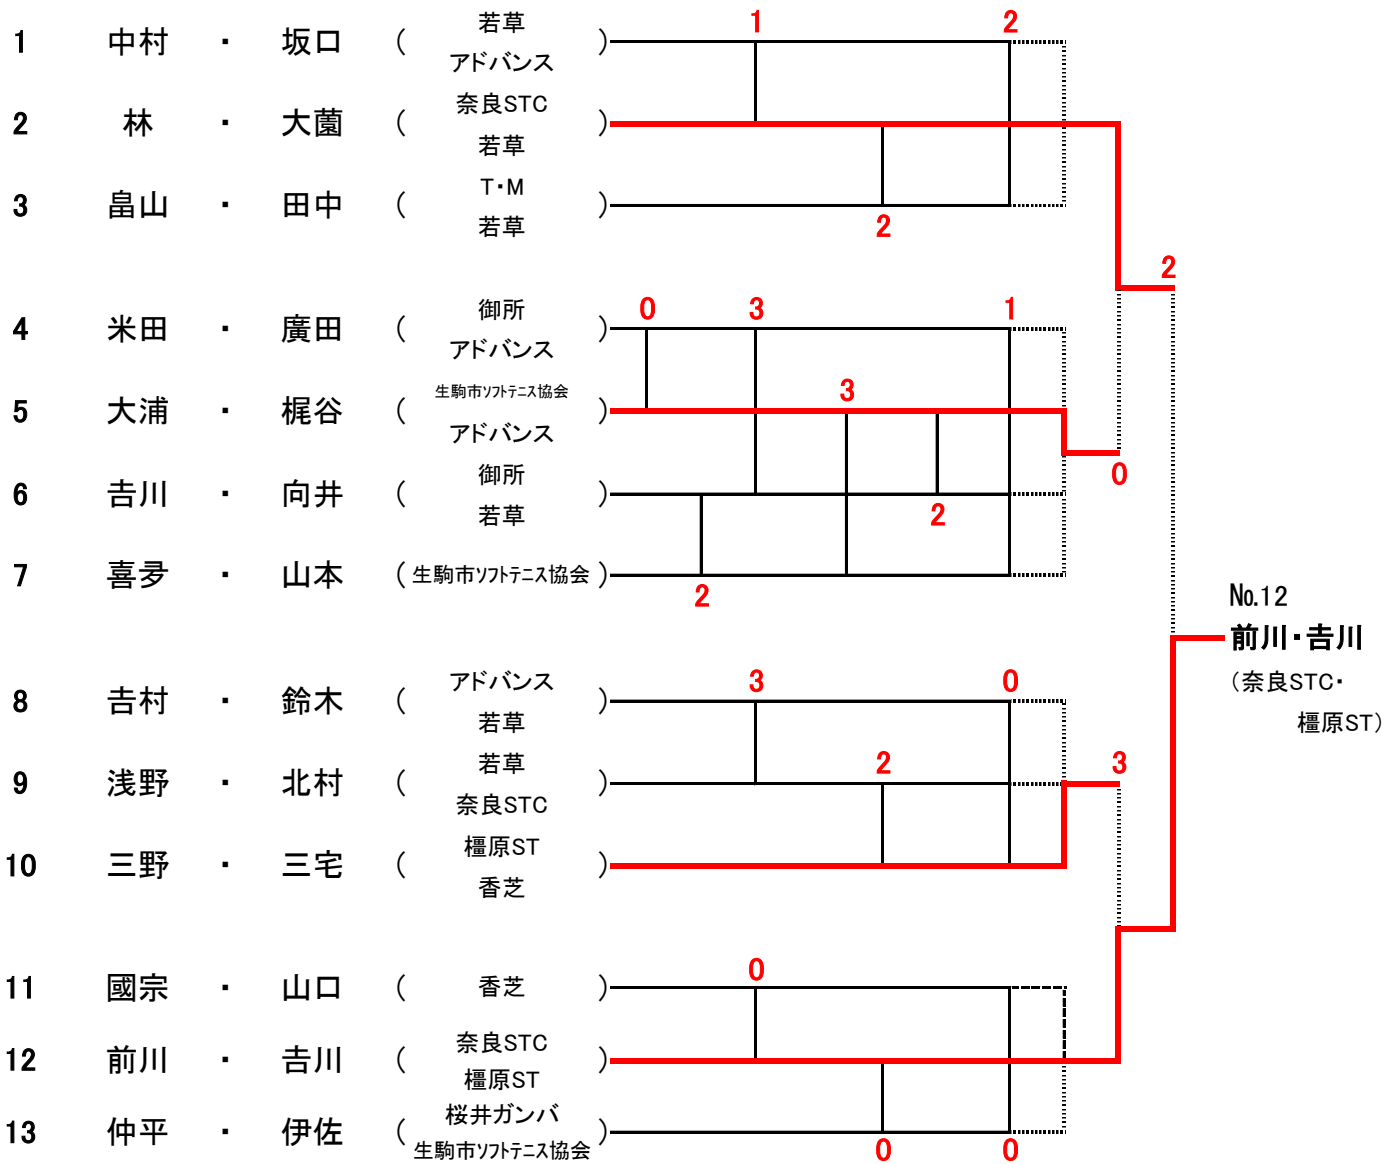 1 2
1 中村 ・ 坂口 ( 若草 アドバンス )
2 林 ・ 大薗 ( 奈良STC 若草 )
3 畠山 ・ 田中 ( T・M 若草 )
2
2
0 3 1
4 米田 ・ 廣田 ( 御所 アドバンス )
3
5 大浦 ・ 梶谷 ( 生駒市ソフトテニス協会 アドバンス )
0
6 𠮷川 ・ 向井 ( 御所 若草 )
2
7 喜夛 ・ 山本 ( 生駒市ソフトテニス協会 )
2
№12
前川・𠮷川
(奈良STC・
橿原ST)
3 0
8 𠮷村 ・ 鈴木 ( アドバンス 若草 )
2 3
9 浅野 ・ 北村 ( 若草 奈良STC )
10 三野 ・ 三宅 ( 橿原ST 香芝 )
0
11 國宗 ・ 山口 ( 香芝 )
12 前川 ・ 𠮷川 ( 奈良STC 橿原ST )
13 仲平 ・ 伊佐 ( 桜井ガンバ 生駒市ソフトテニス協会 )
0 0